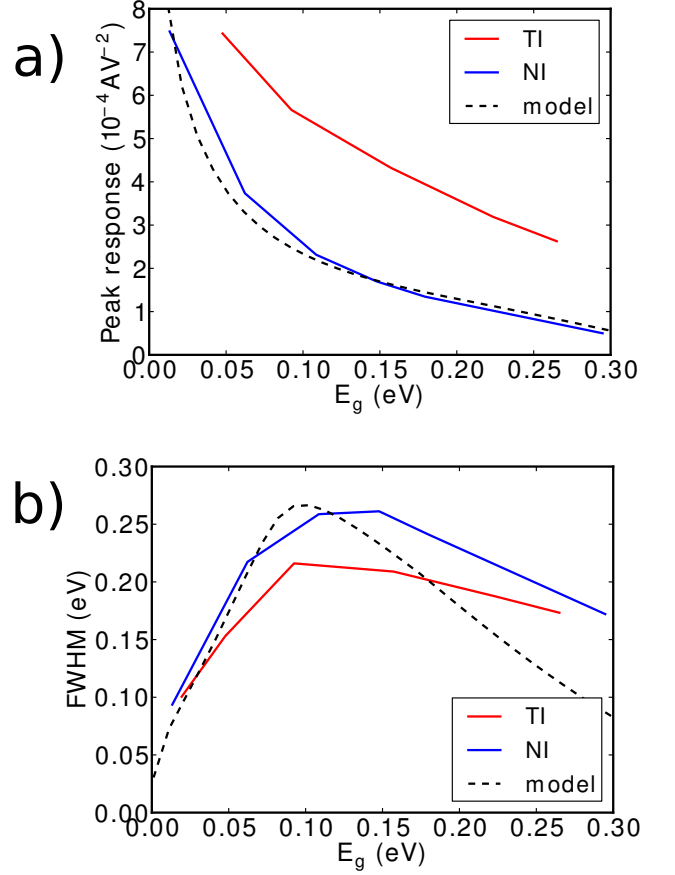 a)
Peak response (10⁻⁴ AV⁻²)
8
7
6
5
4
3
2
1
0
0.00 0.05 0.10 0.15 0.20 0.25 0.30
E_g (eV)
TI
NI
model
b)
FWHM (eV)
0.30
0.25
0.20
0.15
0.10
0.05
0.00
0.00 0.05 0.10 0.15 0.20 0.25 0.30
E_g (eV)
TI
NI
model